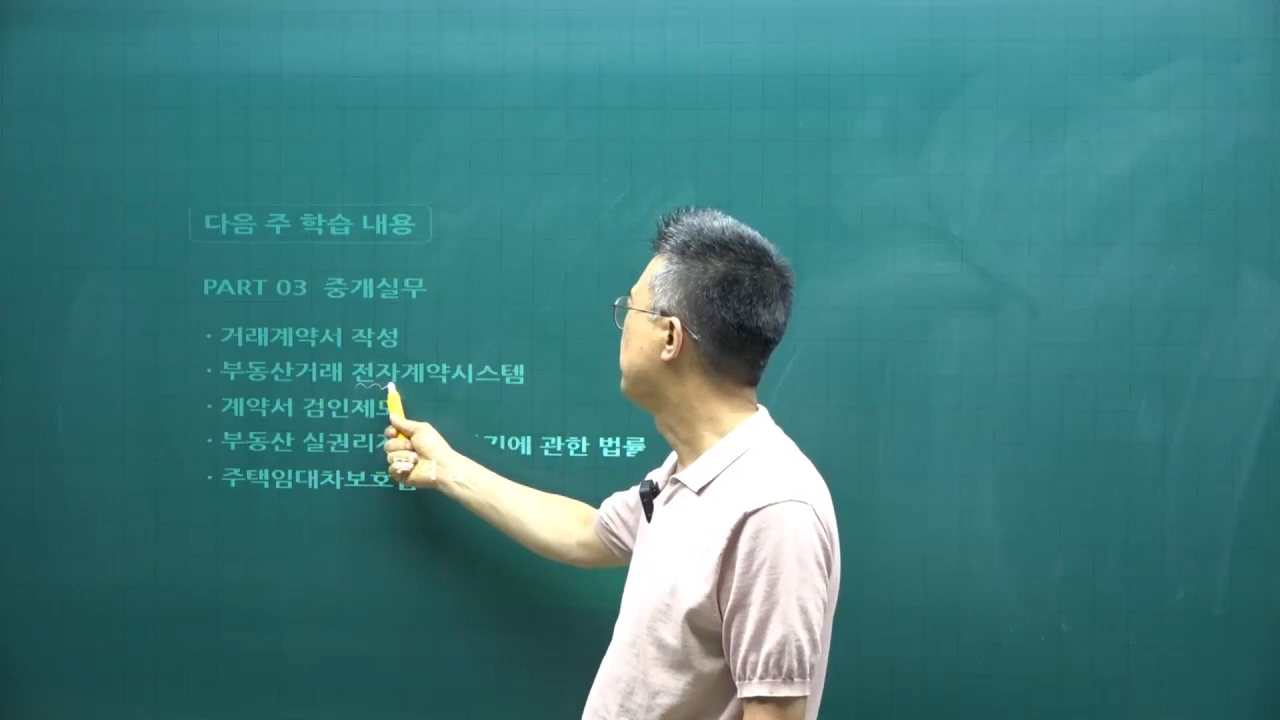 다음 주 학습 내용
PART 03 중개실무
· 거래계약서 작성
· 부동산거래 전자계약시스템
· 계약서 검인제도
· 부동산 실권리자 관한 법률
· 주택임대차보호법